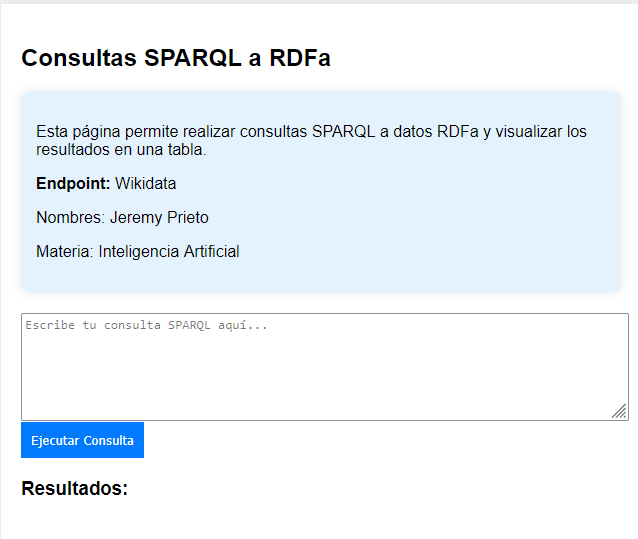 Consultas SPARQL a RDFa
Esta página permite realizar consultas SPARQL a datos RDFa y visualizar los
resultados en una tabla.
Endpoint: Wikidata
Nombres: Jeremy Prieto
Materia: Inteligencia Artificial
Escribe tu consulta SPARQL aquí...
Ejecutar Consulta
Resultados: